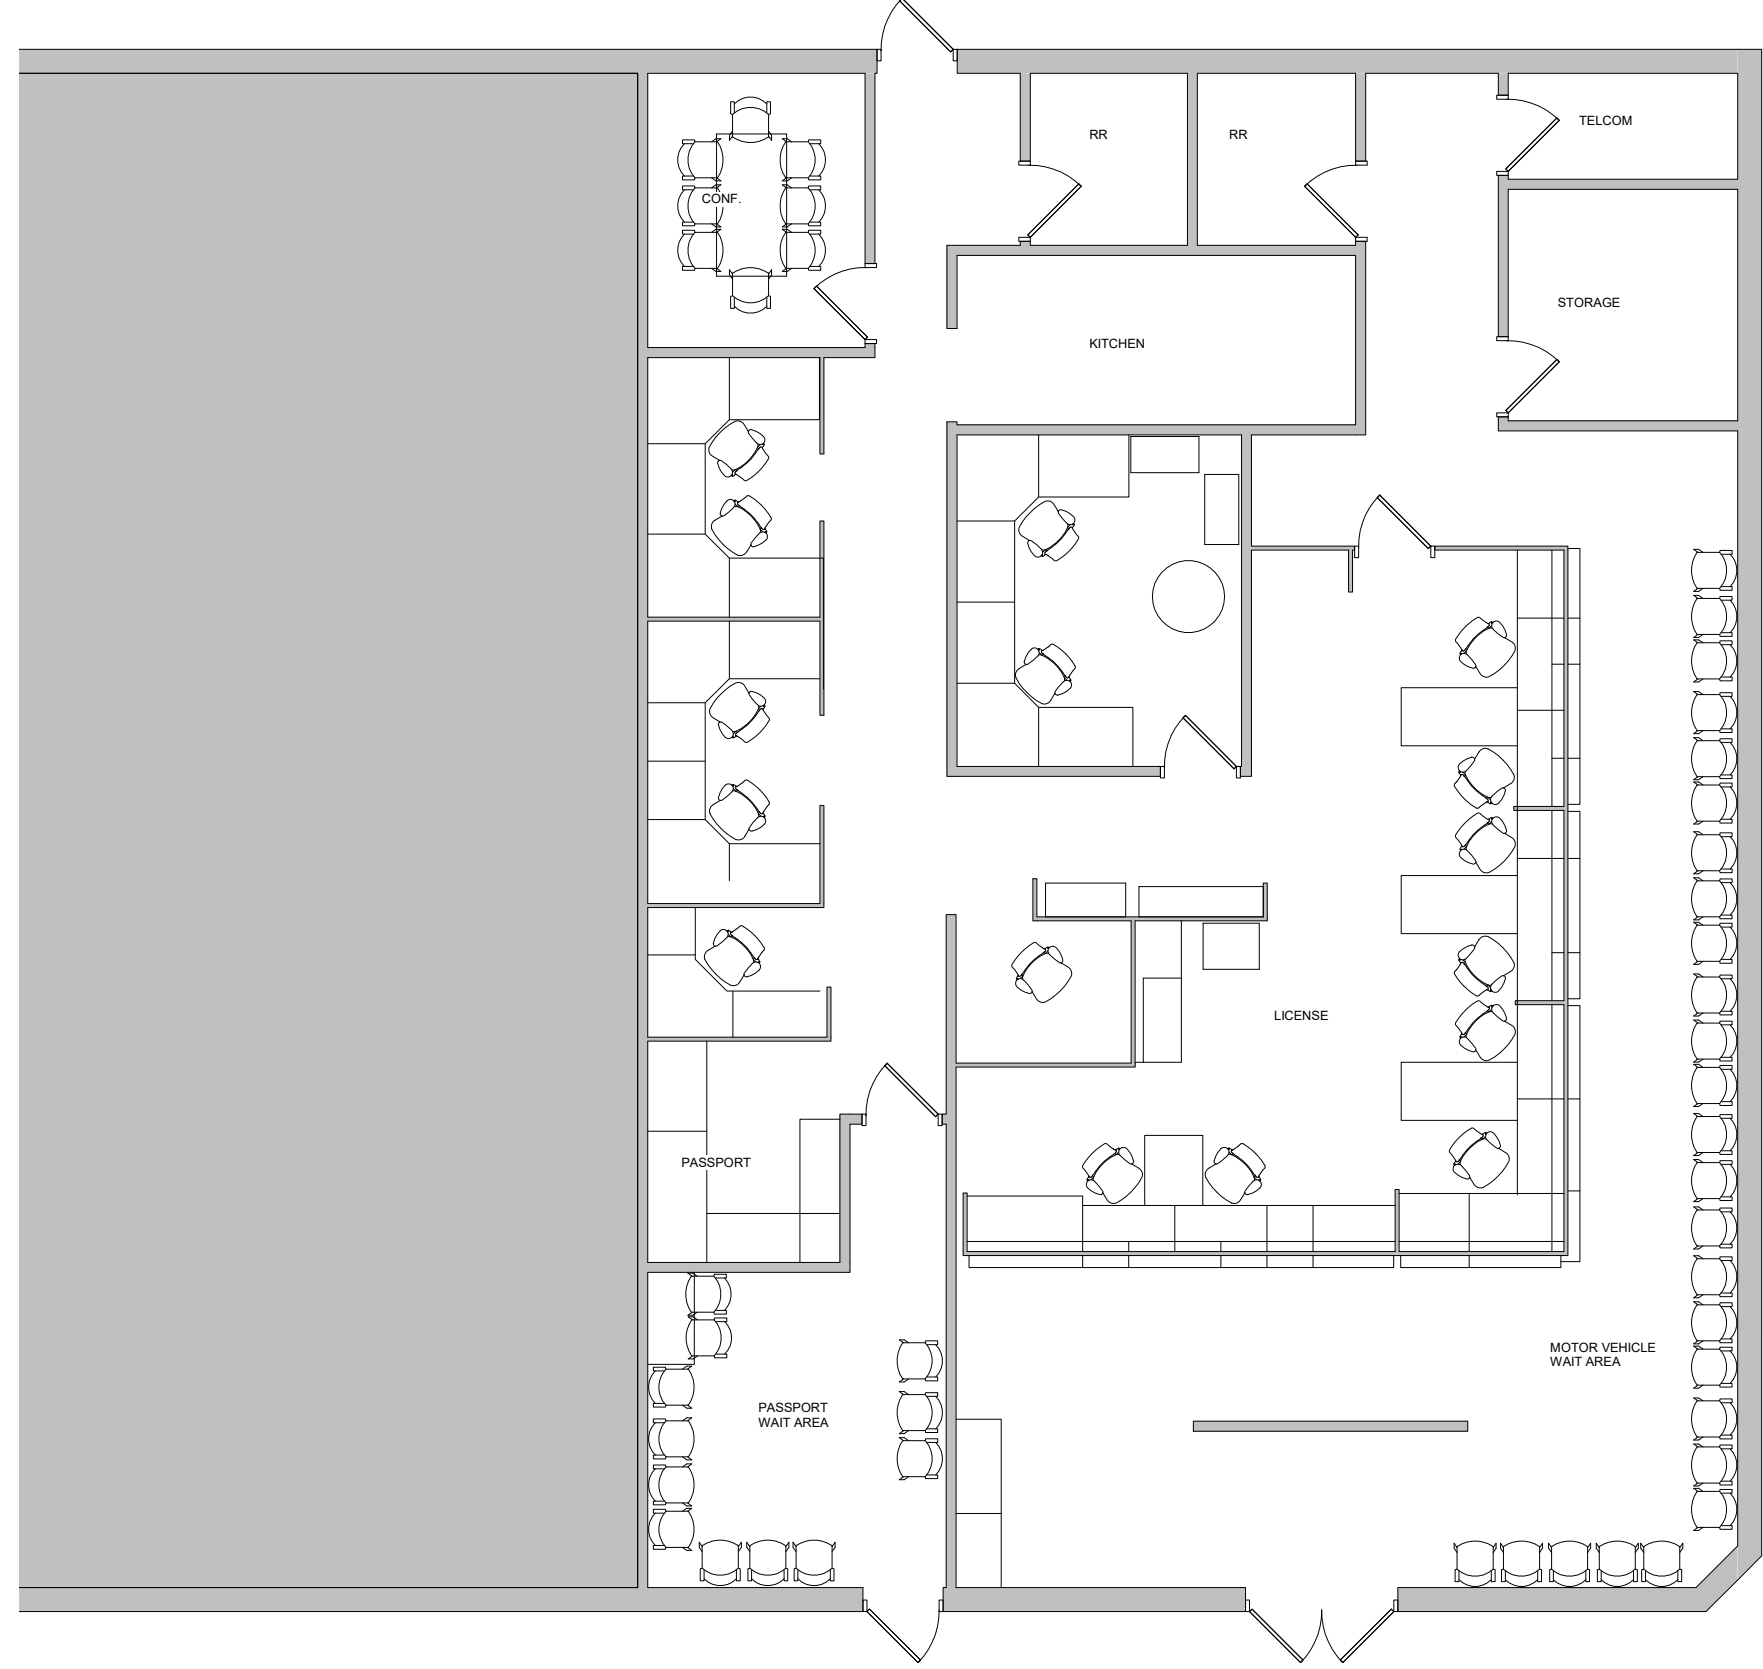 RR
RR
TELCOM
CONF.
STORAGE
KITCHEN
LICENSE
PASSPORT
MOTOR VEHICLE
WAIT AREA
PASSPORT
WAIT AREA